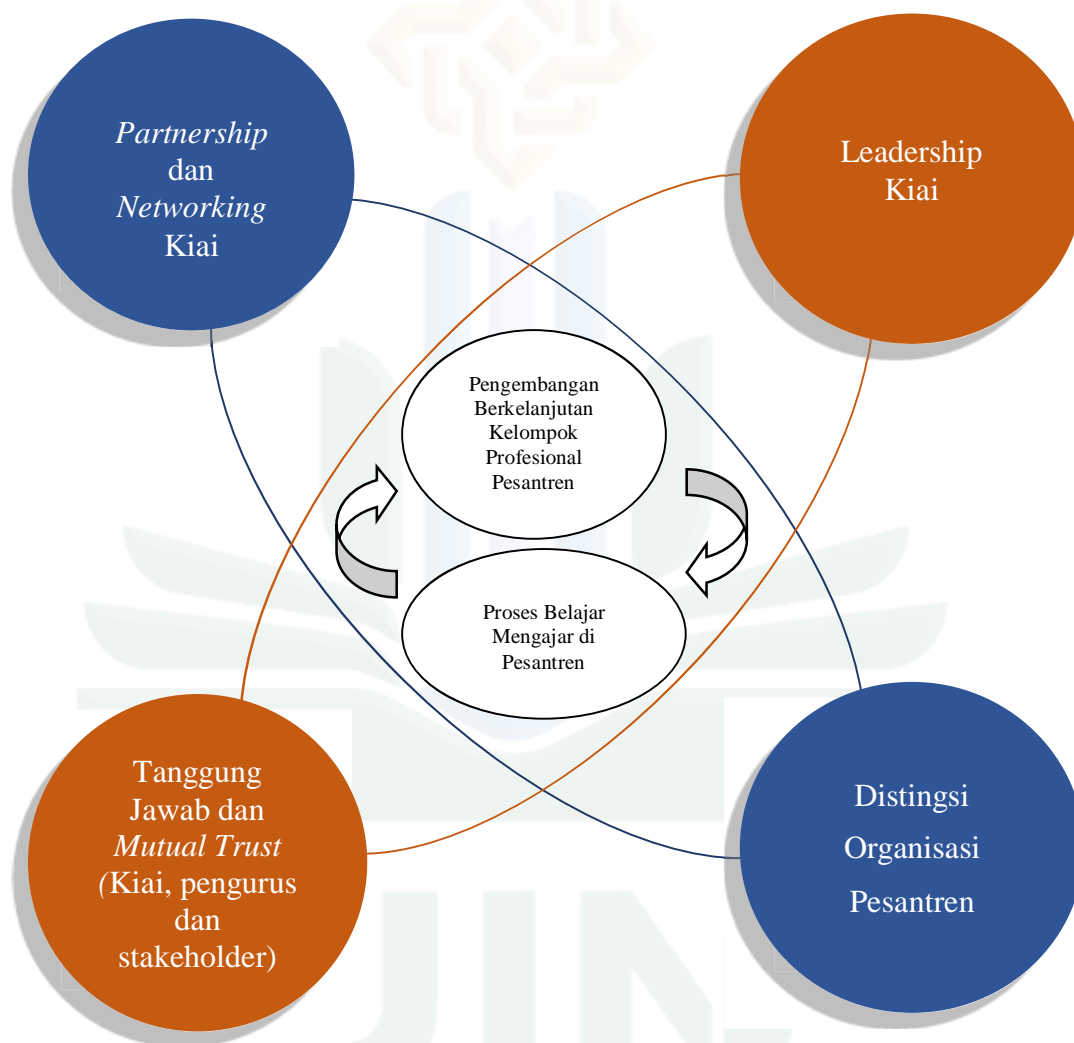 Partnership
dan
Networking
Kiai
Leadership
Kiai
Pengembangan
Berkelanjutan
Kelompok
Profesional
Pesantren
Proses Belajar
Mengajar di
Pesantren
Tanggung
Jawab dan
Mutual Trust
(Kiai, pengurus
dan
stakeholder)
Distingsi
Organisasi
Pesantren
UIN